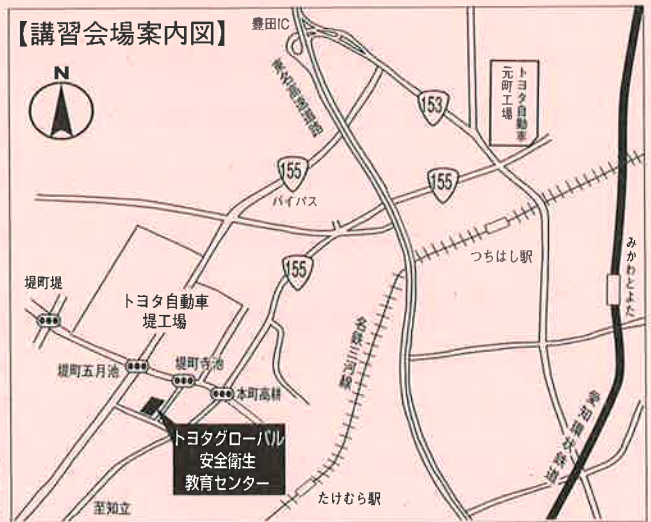 【講習会場案内図】
豊田IC
N
東名高速道路
153
トヨタ自動車
元町工場
155
バイパス
155
155
つちはし駅
みかわとよた
堤町堤
トヨタ自動車
堤工場
名鉄三河線
堤町五月池
堤町寺池
本町高耕
愛知環状鉄道
トヨタグローバル
安全衛生
教育センター
至知立
たけむら駅